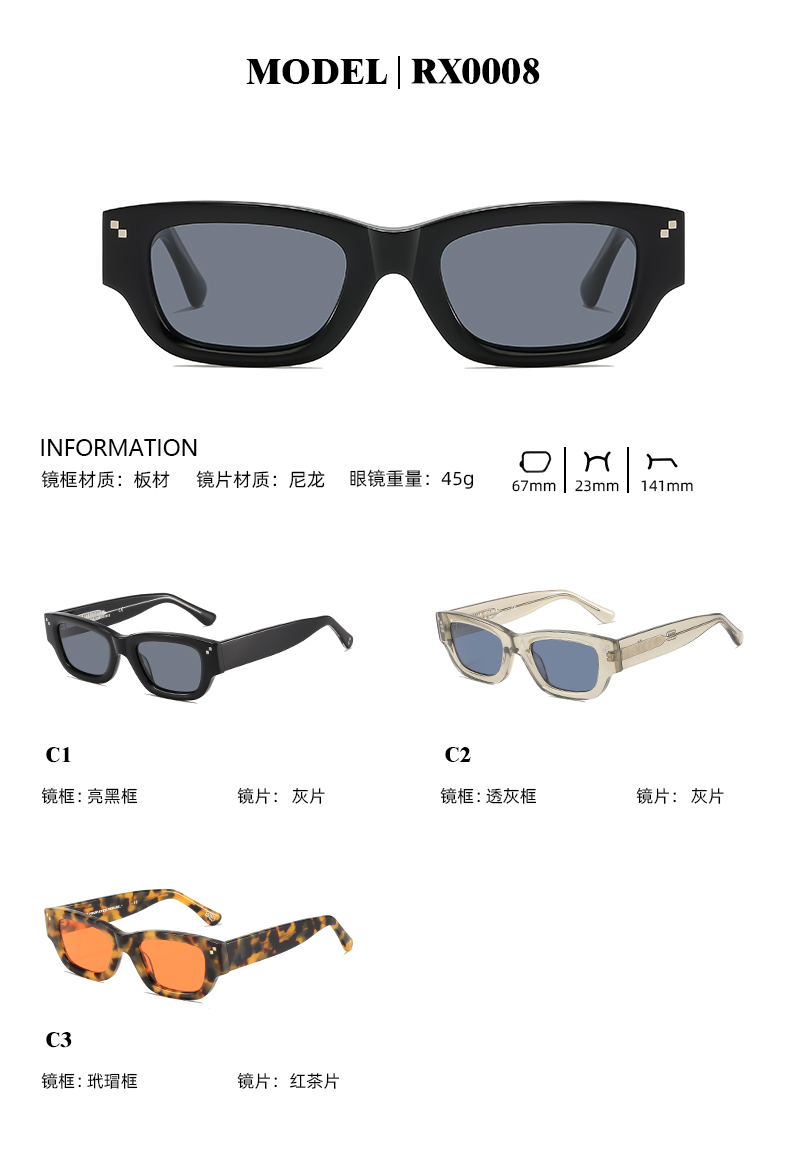 MODEL | RX0008
INFORMATION
镜框材质：板材 镜片材质：尼龙 眼镜重量：45g
67mm 23mm 141mm
C1
镜框：亮黑框 镜片： 灰片
C2
镜框：透灰框 镜片： 灰片
C3
镜框：玳瑁框 镜片： 红茶片